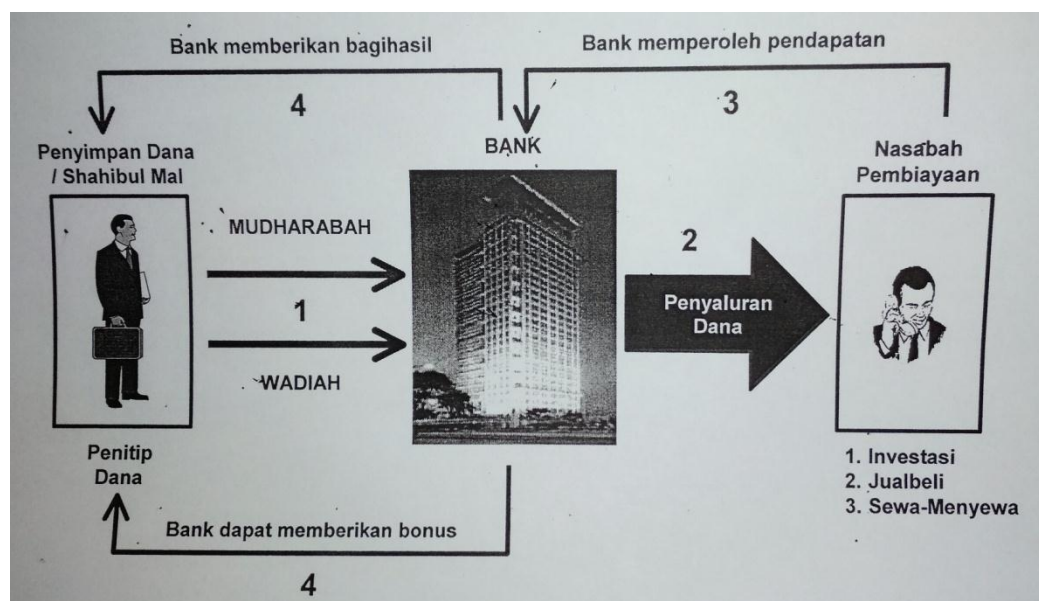 Bank memberikan bagihasil
4
Bank memperoleh pendapatan
3
Penyimpan Dana
/ Shahibul Mal
BANK
Nasabah
Pembiayaan
MUDHARABAH
1
WADIAH
2
Penyaluran
Dana
Penitip
Dana
1. Investasi
2. Jualbeli
3. Sewa-Menyewa
Bank dapat memberikan bonus
4